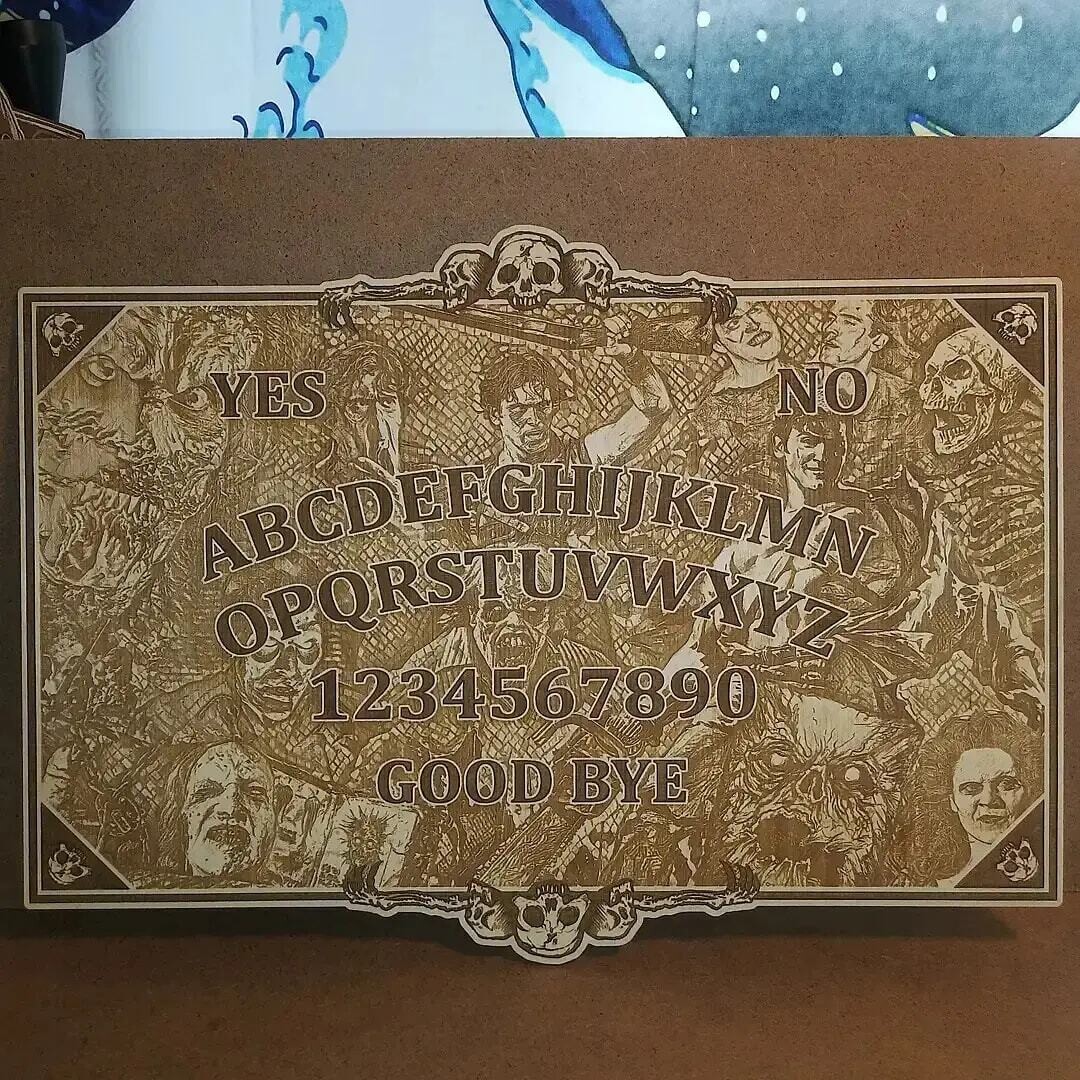 YES NO
ABCDEFGHIJKLMN
OPQRSTUVWXYZ
1234567890
GOOD BYE